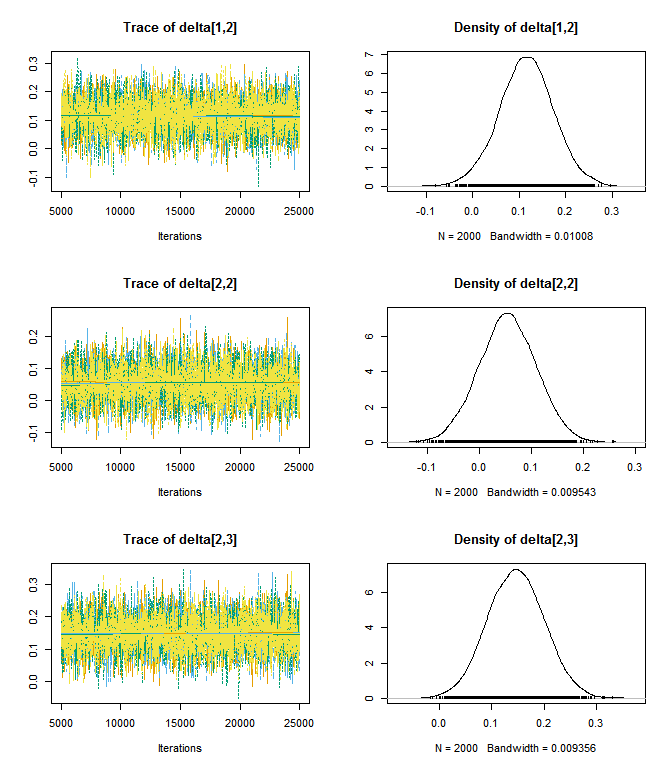 Trace of delta[1,2]
0.3
0.2
0.1
0.0
-0.1
5000 10000 15000 20000 25000
Iterations
Density of delta[1,2]
7
6
5
4
3
2
1
0
-0.1 0.0 0.1 0.2 0.3
N = 2000 Bandwidth = 0.01008
Trace of delta[2,2]
0.2
0.1
0.0
-0.1
5000 10000 15000 20000 25000
Iterations
Density of delta[2,2]
6
4
2
0
-0.1 0.0 0.1 0.2 0.3
N = 2000 Bandwidth = 0.009543
Trace of delta[2,3]
0.3
0.2
0.1
0.0
5000 10000 15000 20000 25000
Iterations
Density of delta[2,3]
6
4
2
0
0.0 0.1 0.2 0.3
N = 2000 Bandwidth = 0.009356